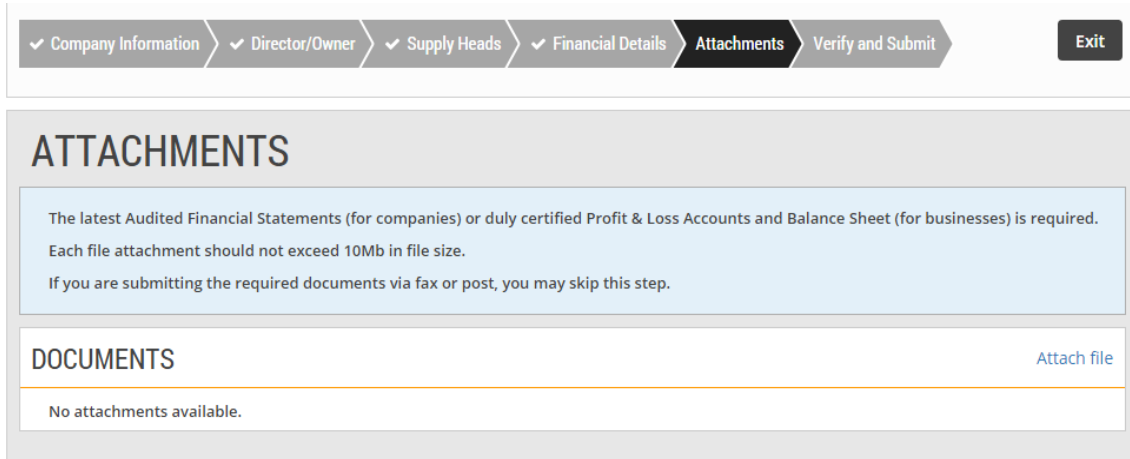 ✔ Company Information ✔ Director/Owner ✔ Supply Heads ✔ Financial Details Attachments Verify and Submit Exit
ATTACHMENTS
The latest Audited Financial Statements (for companies) or duly certified Profit & Loss Accounts and Balance Sheet (for businesses) is required.
Each file attachment should not exceed 10Mb in file size.
If you are submitting the required documents via fax or post, you may skip this step.
DOCUMENTS Attach file
No attachments available.